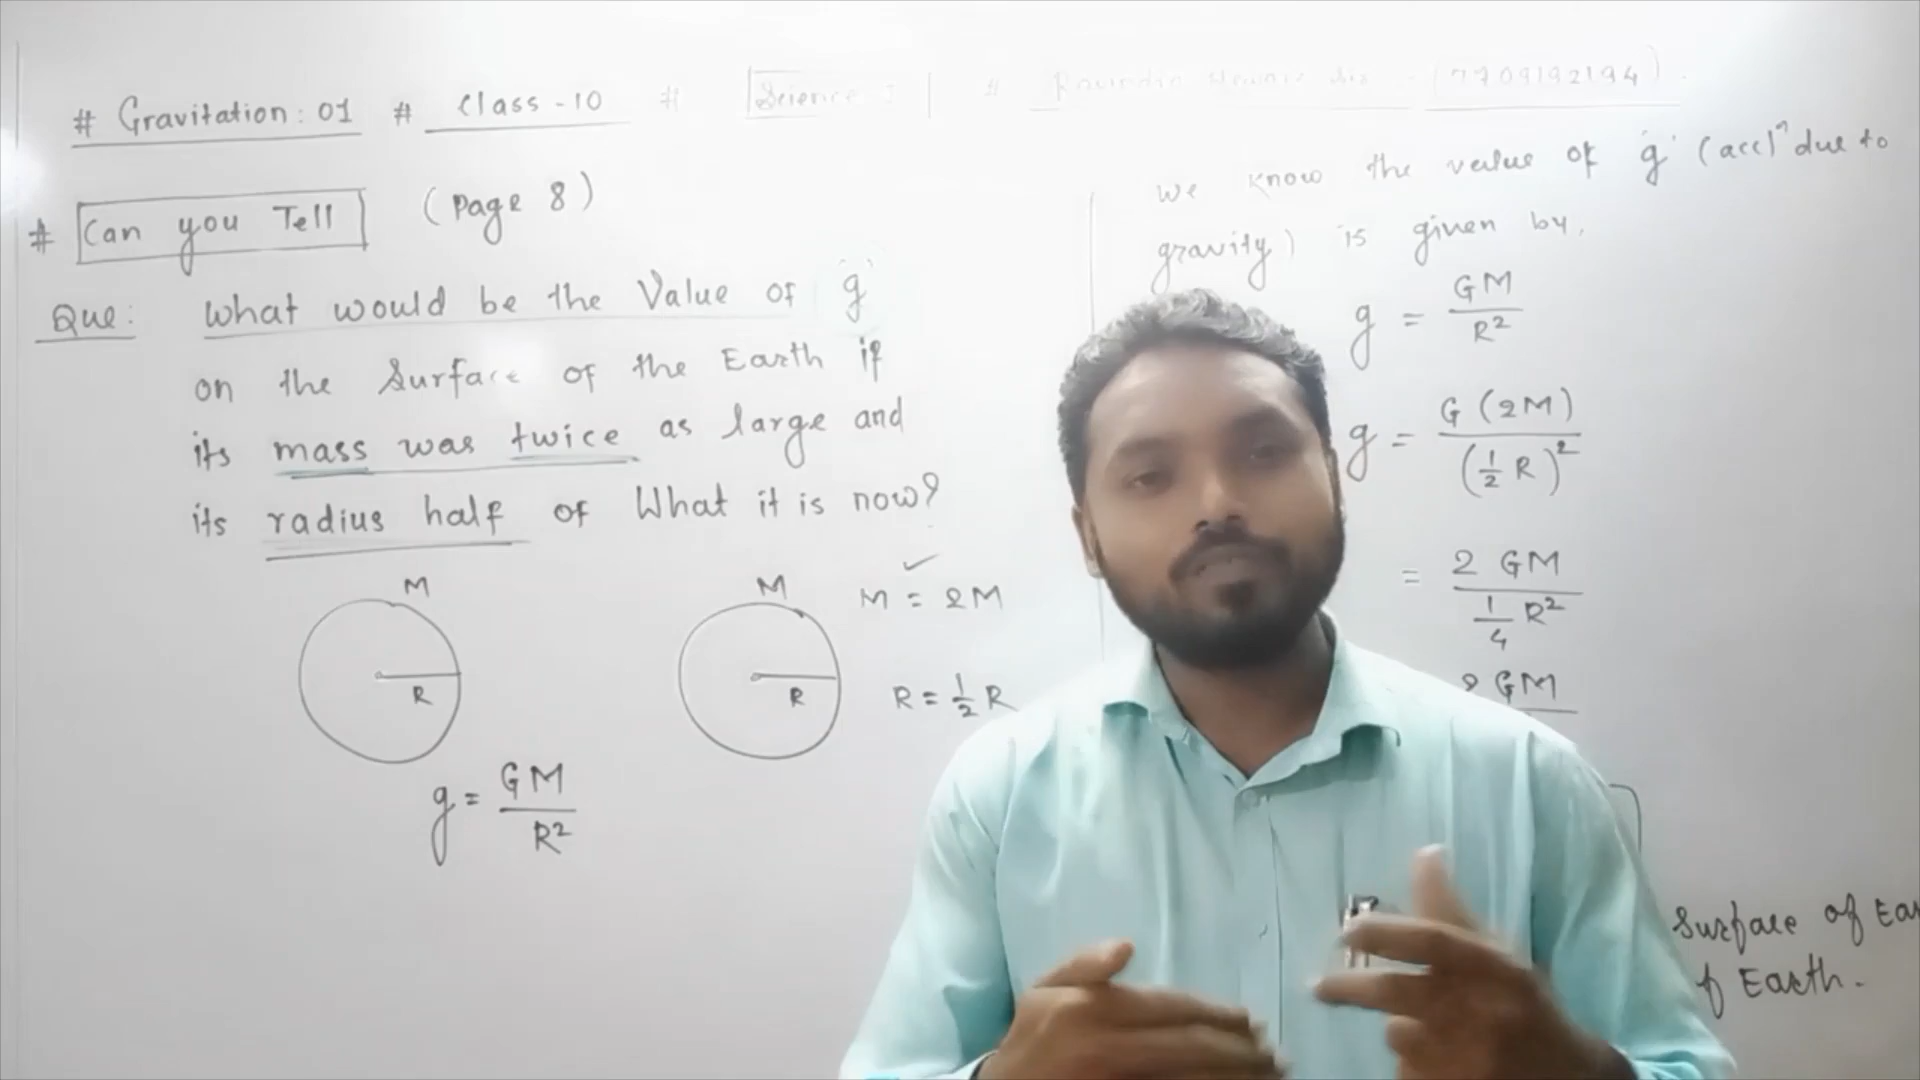 # Gravitation: 01 # Class-10 # Science I #
(7709192194)
# Can you Tell (Page 8)
Que: What would be the Value of 'g'
on the Surface of the Earth if
its mass was twice as large and
its radius half of What it is now?
M
R
g = GM / R²
M
R
M = 2M
R = ½ R
We know the value of 'g' (accⁿ due to
gravity) is given by,
g = GM / R²
g = G (2M) / (½ R)²
= 2 GM / ¼ R²
GM
Surface of
Earth.